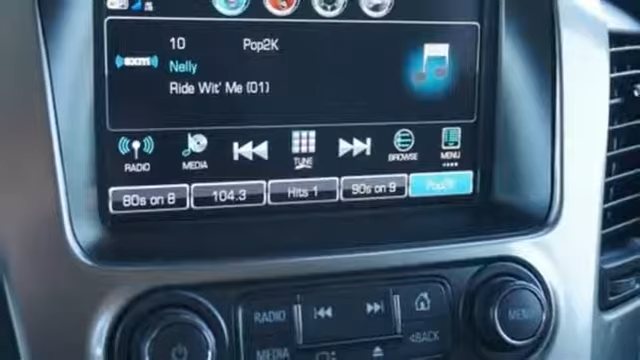 10 Pop2K
sxm
Nelly
Ride Wit' Me (01)
RADIO MEDIA TUNE BROWSE MENU
80s on 8 104.3 Hits 1 90s on 9 Pop2K
RADIO
MENU
BACK
MEDIA